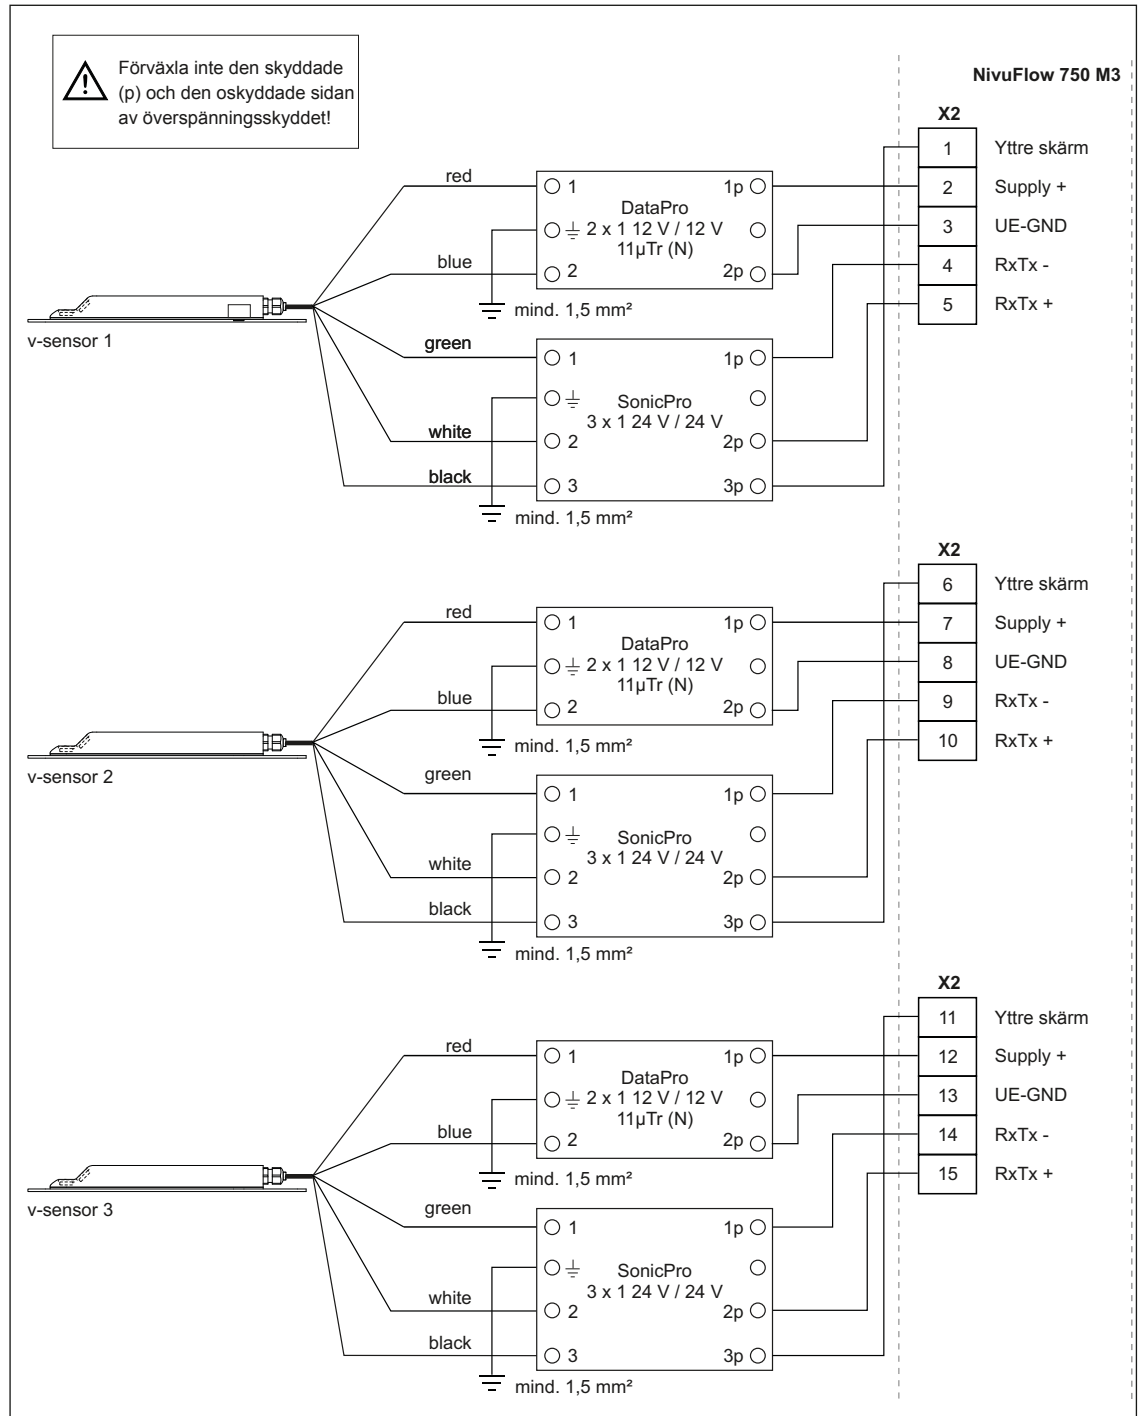 Förväxla inte den skyddade
(p) och den oskyddade sidan
av överspänningsskyddet!
NivuFlow 750 M3
X2
1 Yttre skärm
2 Supply +
3 UE-GND
4 RxTx -
5 RxTx +
red
blue
green
white
black
v-sensor 1
1 1p
DataPro
2 x 1 12 V / 12 V
11µTr (N)
2 2p
mind. 1,5 mm²
1 1p
SonicPro
3 x 1 24 V / 24 V
2 2p
3 3p
mind. 1,5 mm²
X2
6 Yttre skärm
7 Supply +
8 UE-GND
9 RxTx -
10 RxTx +
red
blue
green
white
black
v-sensor 2
1 1p
DataPro
2 x 1 12 V / 12 V
11µTr (N)
2 2p
mind. 1,5 mm²
1 1p
SonicPro
3 x 1 24 V / 24 V
2 2p
3 3p
mind. 1,5 mm²
X2
11 Yttre skärm
12 Supply +
13 UE-GND
14 RxTx -
15 RxTx +
red
blue
green
white
black
v-sensor 3
1 1p
DataPro
2 x 1 12 V / 12 V
11µTr (N)
2 2p
mind. 1,5 mm²
1 1p
SonicPro
3 x 1 24 V / 24 V
2 2p
3 3p
mind. 1,5 mm²